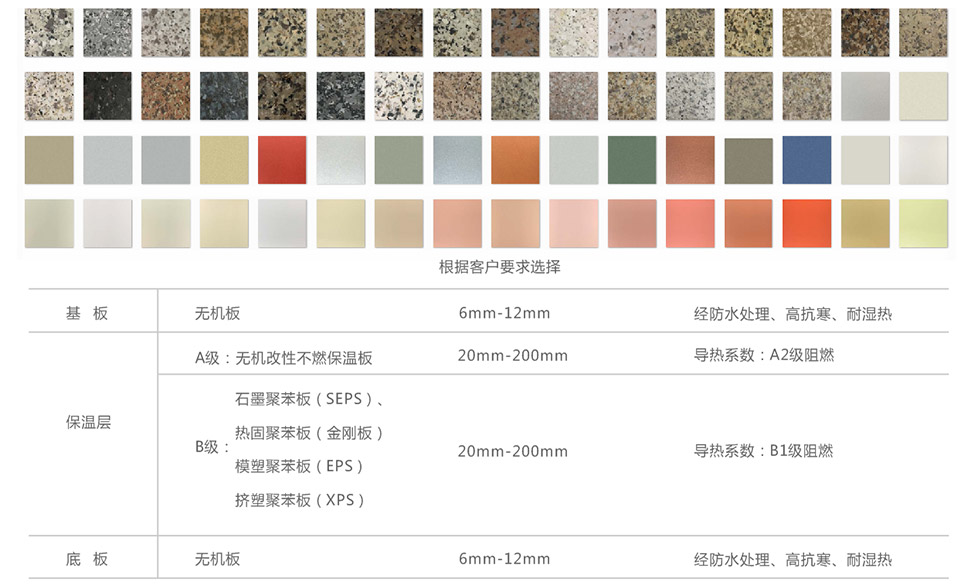 根据客户要求选择
基 板 无机板 6mm-12mm 经防水处理、高抗寒、耐湿热
保温层
A级：无机改性不燃保温板 20mm-200mm 导热系数：A2级阻燃
B级：
石墨聚苯板（SEPS）、
热固聚苯板（金刚板）
模塑聚苯板（EPS）
挤塑聚苯板（XPS）
20mm-200mm 导热系数：B1级阻燃
底 板 无机板 6mm-12mm 经防水处理、高抗寒、耐湿热